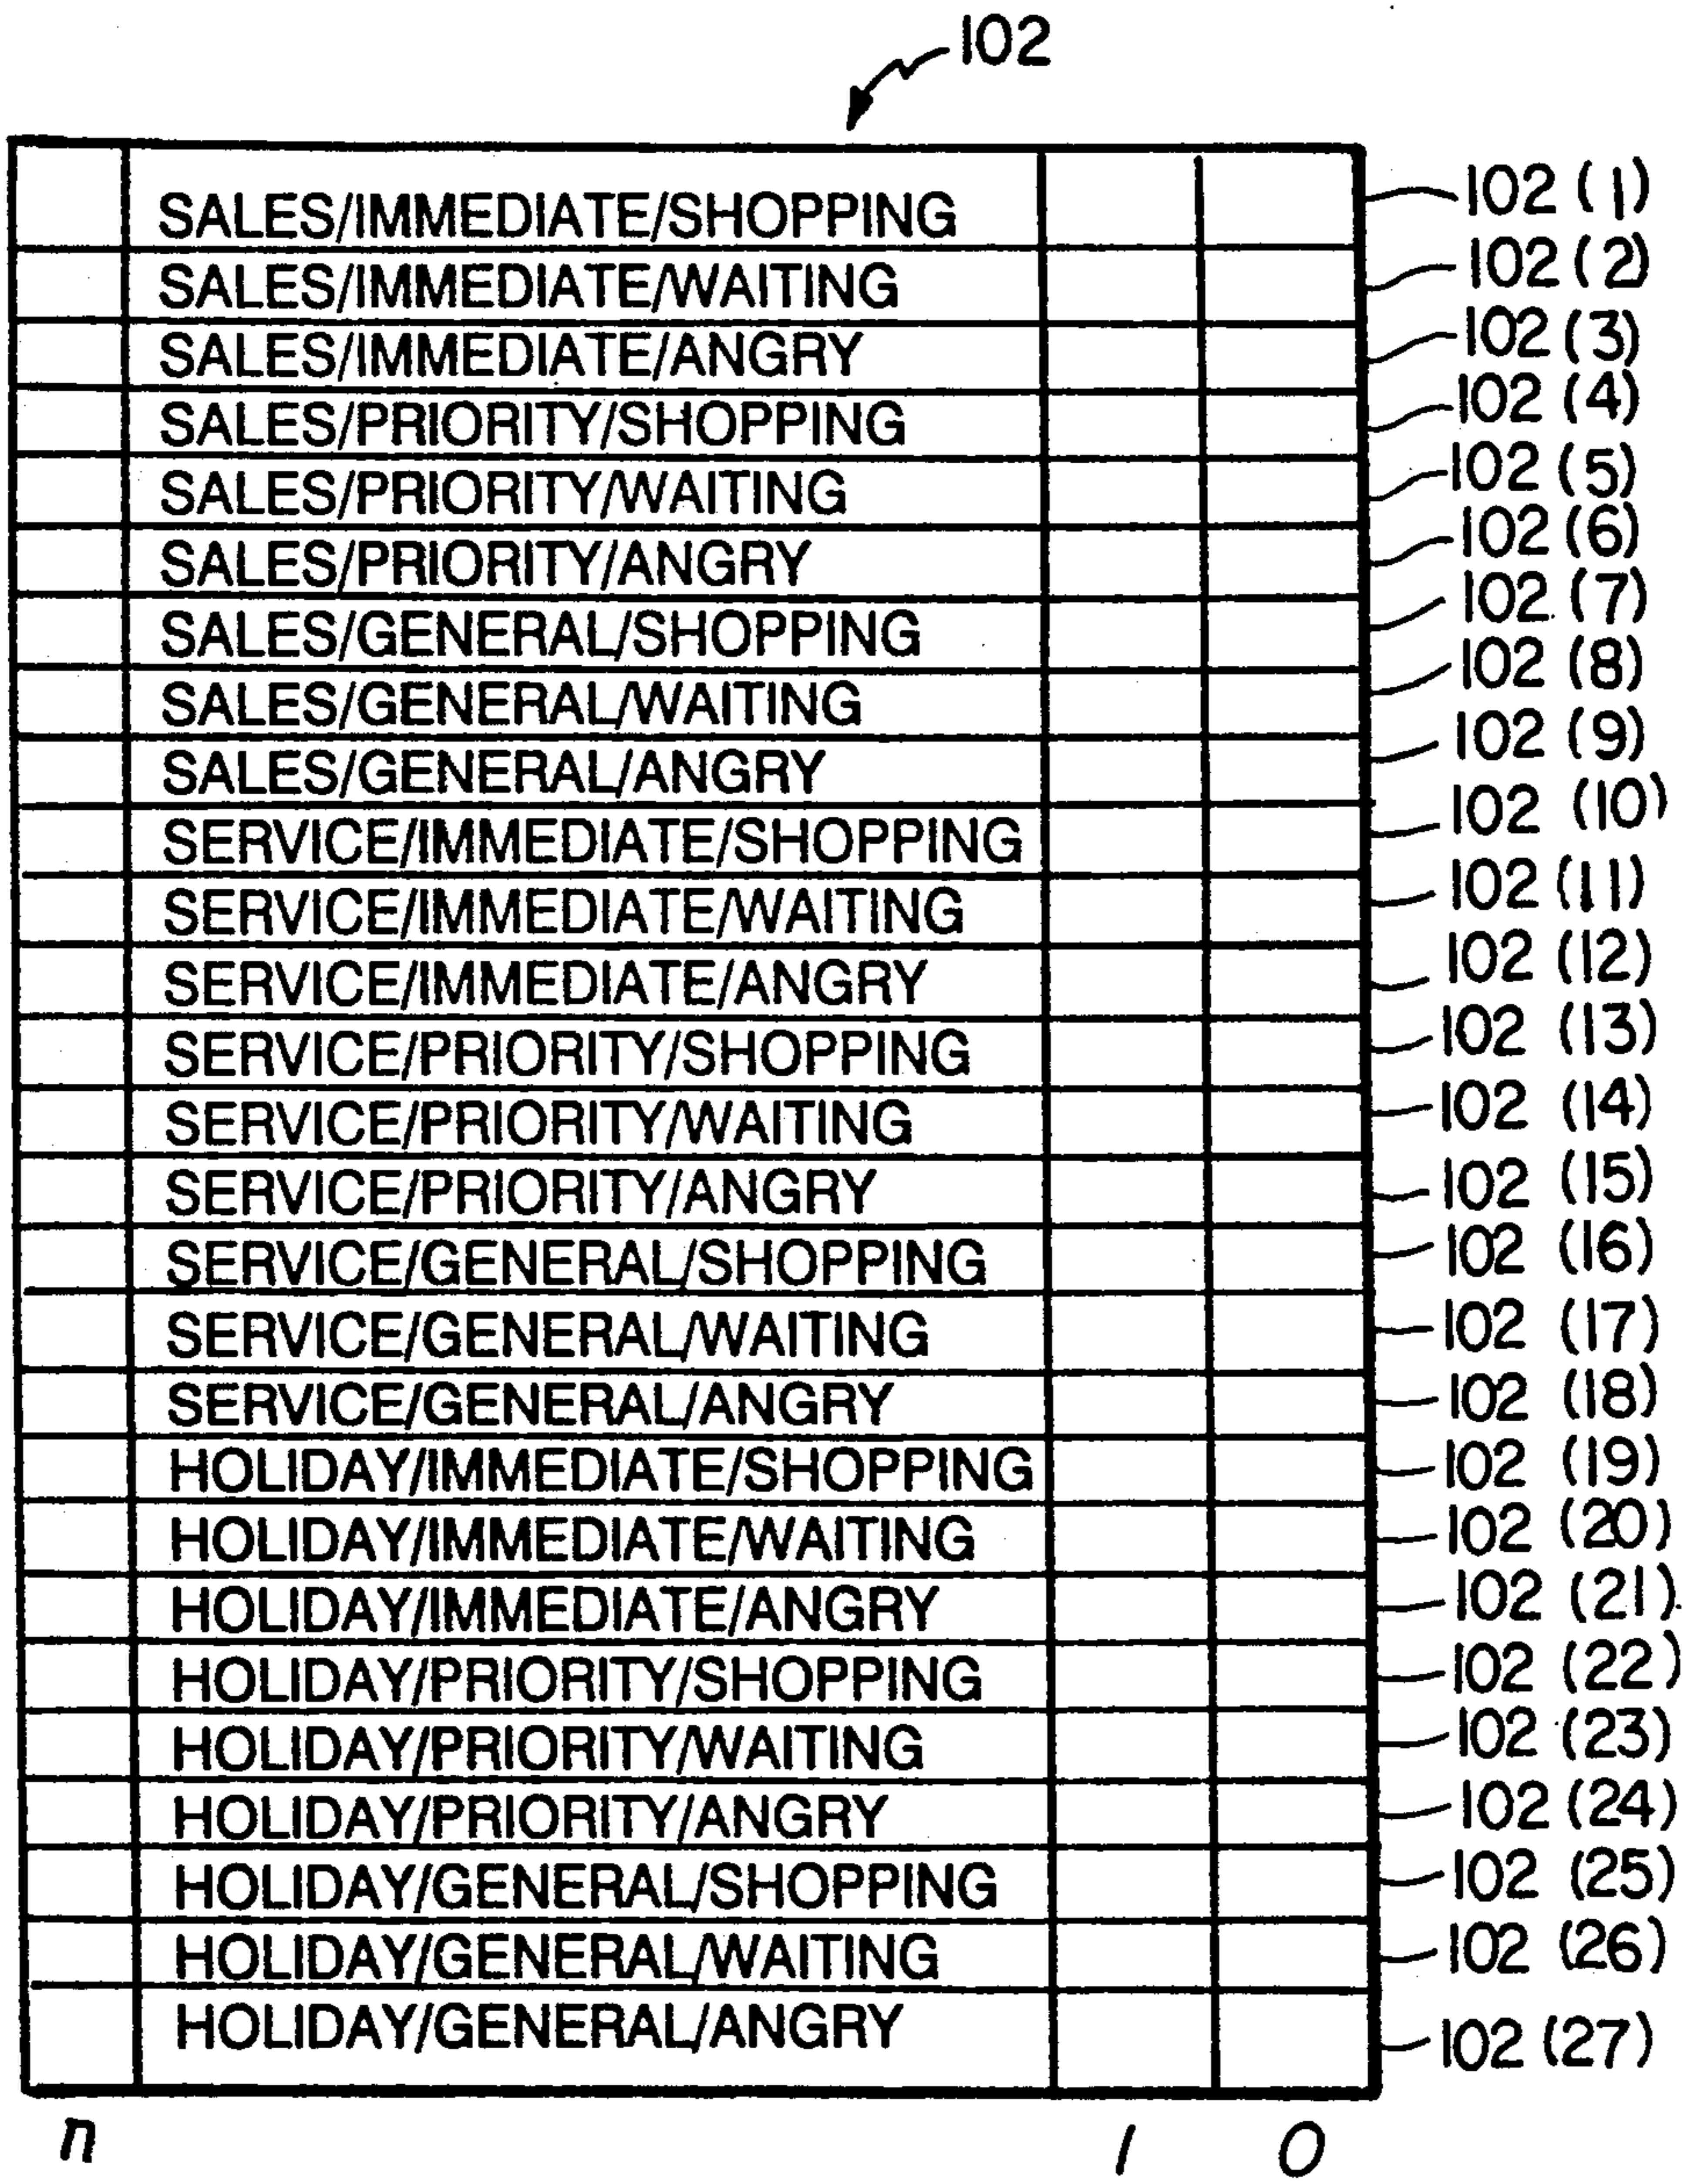 102
SALES/IMMEDIATE/SHOPPING 102 (1)
SALES/IMMEDIATE/WAITING 102 (2)
SALES/IMMEDIATE/ANGRY 102 (3)
SALES/PRIORITY/SHOPPING 102 (4)
SALES/PRIORITY/WAITING 102 (5)
SALES/PRIORITY/ANGRY 102 (6)
SALES/GENERAL/SHOPPING 102 (7)
SALES/GENERAL/WAITING 102 (8)
SALES/GENERAL/ANGRY 102 (9)
SERVICE/IMMEDIATE/SHOPPING 102 (10)
SERVICE/IMMEDIATE/WAITING 102 (11)
SERVICE/IMMEDIATE/ANGRY 102 (12)
SERVICE/PRIORITY/SHOPPING 102 (13)
SERVICE/PRIORITY/WAITING 102 (14)
SERVICE/PRIORITY/ANGRY 102 (15)
SERVICE/GENERAL/SHOPPING 102 (16)
SERVICE/GENERAL/WAITING 102 (17)
SERVICE/GENERAL/ANGRY 102 (18)
HOLIDAY/IMMEDIATE/SHOPPING 102 (19)
HOLIDAY/IMMEDIATE/WAITING 102 (20)
HOLIDAY/IMMEDIATE/ANGRY 102 (21)
HOLIDAY/PRIORITY/SHOPPING 102 (22)
HOLIDAY/PRIORITY/WAITING 102 (23)
HOLIDAY/PRIORITY/ANGRY 102 (24)
HOLIDAY/GENERAL/SHOPPING 102 (25)
HOLIDAY/GENERAL/WAITING 102 (26)
HOLIDAY/GENERAL/ANGRY 102 (27)
n 1 0